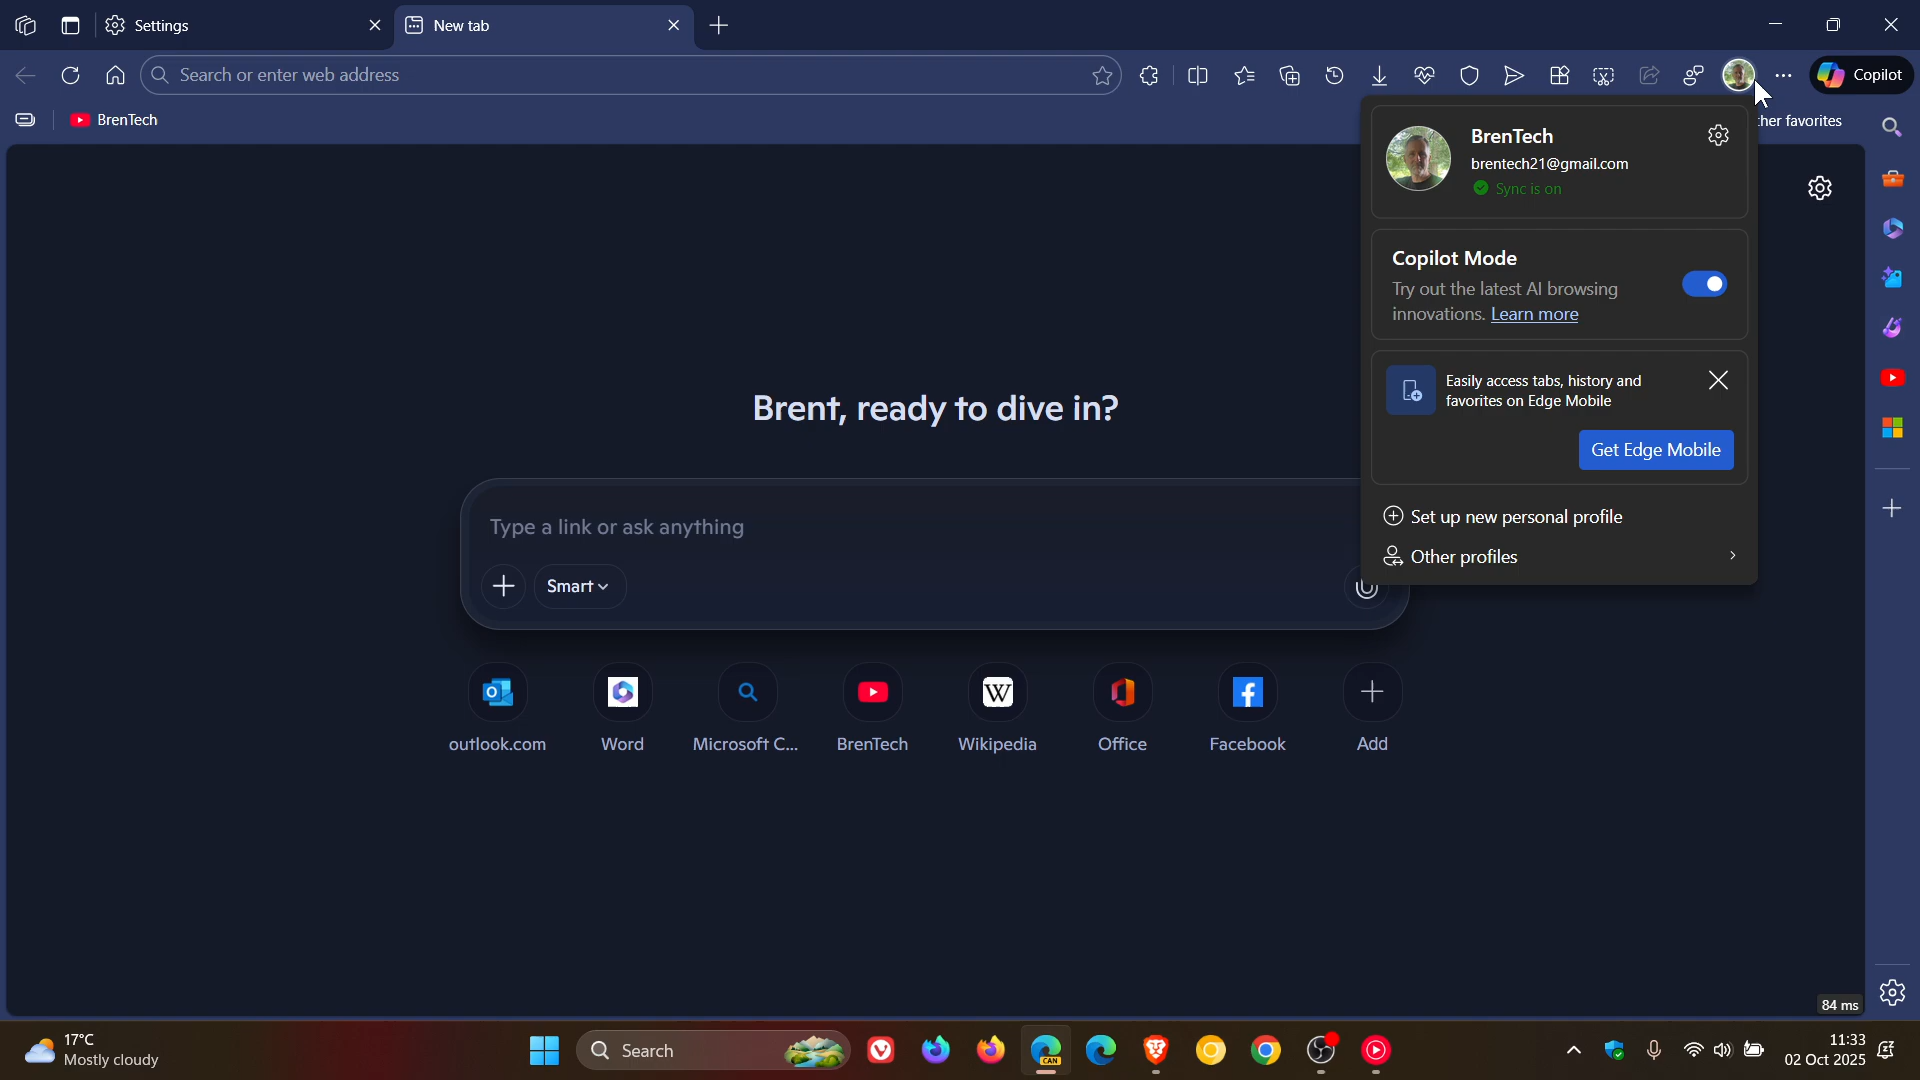 Settings
New tab
Search or enter web address
Copilot
BrenTech
ther favorites
BrenTech
brentech21@gmail.com
Sync is on
Copilot Mode
Try out the latest AI browsing
innovations. Learn more
Easily access tabs, history and
favorites on Edge Mobile
Get Edge Mobile
Set up new personal profile
Other profiles
Brent, ready to dive in?
Type a link or ask anything
Smart
outlook.com
Word
Microsoft C...
BrenTech
Wikipedia
Office
Facebook
Add
84 ms
17°C
Mostly cloudy
Search
CAN
11:33
02 Oct 2025